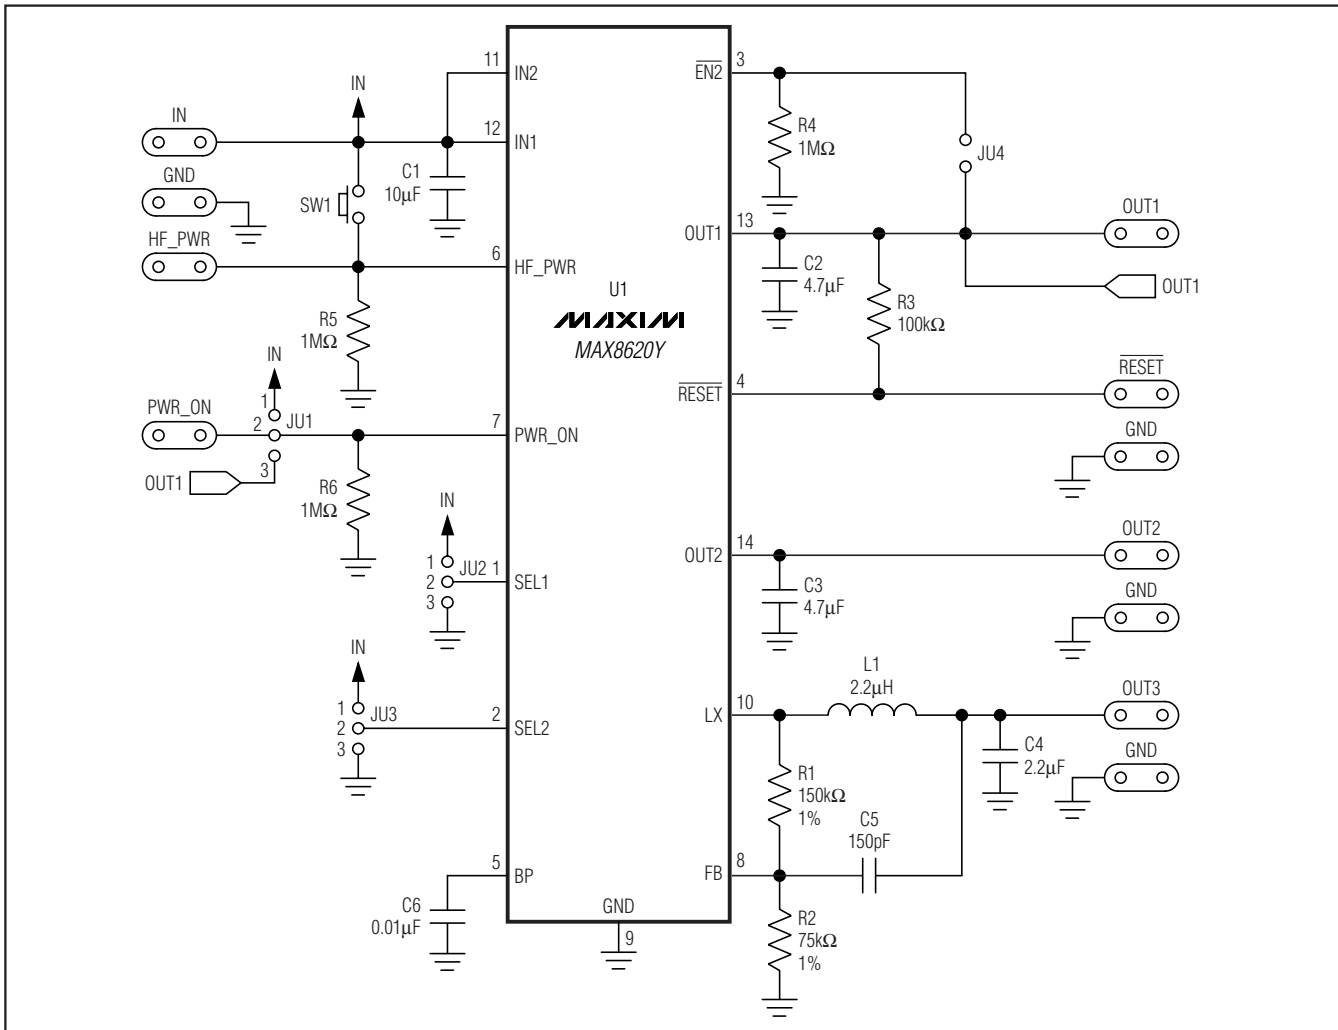 IN
GND
HF_PWR
IN
SW1
C1
10µF
R5
1MΩ
IN
1
2
3
JU1
PWR_ON
OUT1
R6
1MΩ
IN
1
2
3
JU2
IN
1
2
3
JU3
C6
0.01µF
11
IN2
12
IN1
6
HF_PWR
7
PWR_ON
1
SEL1
2
SEL2
5
BP
U1
MAXIM
MAX8620Y
GND
9
EN2
3
OUT1
13
RESET
4
OUT2
14
LX
10
FB
8
R4
1MΩ
JU4
C2
4.7µF
R3
100kΩ
OUT1
OUT1
RESET
GND
C3
4.7µF
OUT2
GND
L1
2.2µH
OUT3
C4
2.2µF
GND
R1
150kΩ
1%
C5
150pF
R2
75kΩ
1%